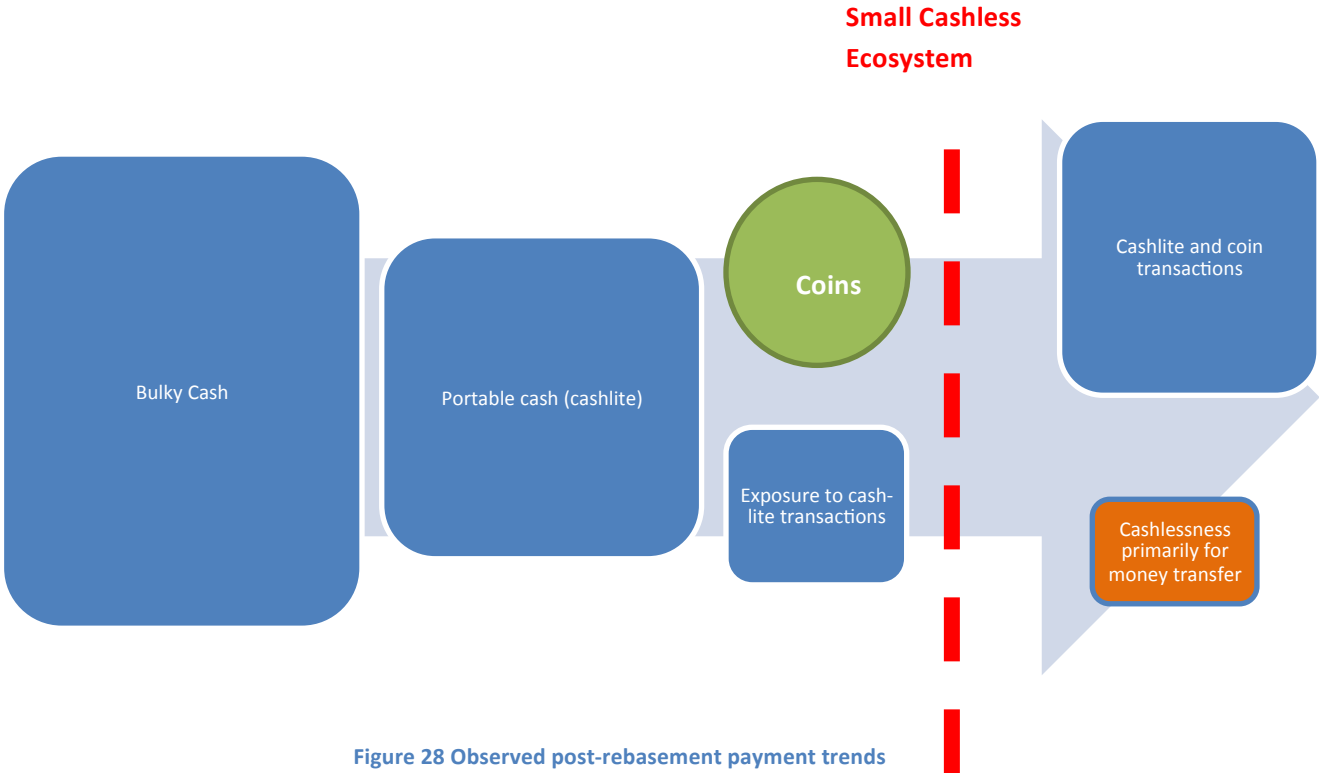 Small Cashless
Ecosystem
Bulky Cash
Portable cash (cashlite)
Coins
Exposure to cash-
lite transactions
Cashlite and coin
transactions
Cashlessness
primarily for
money transfer
Figure 28 Observed post-rebasement payment trends